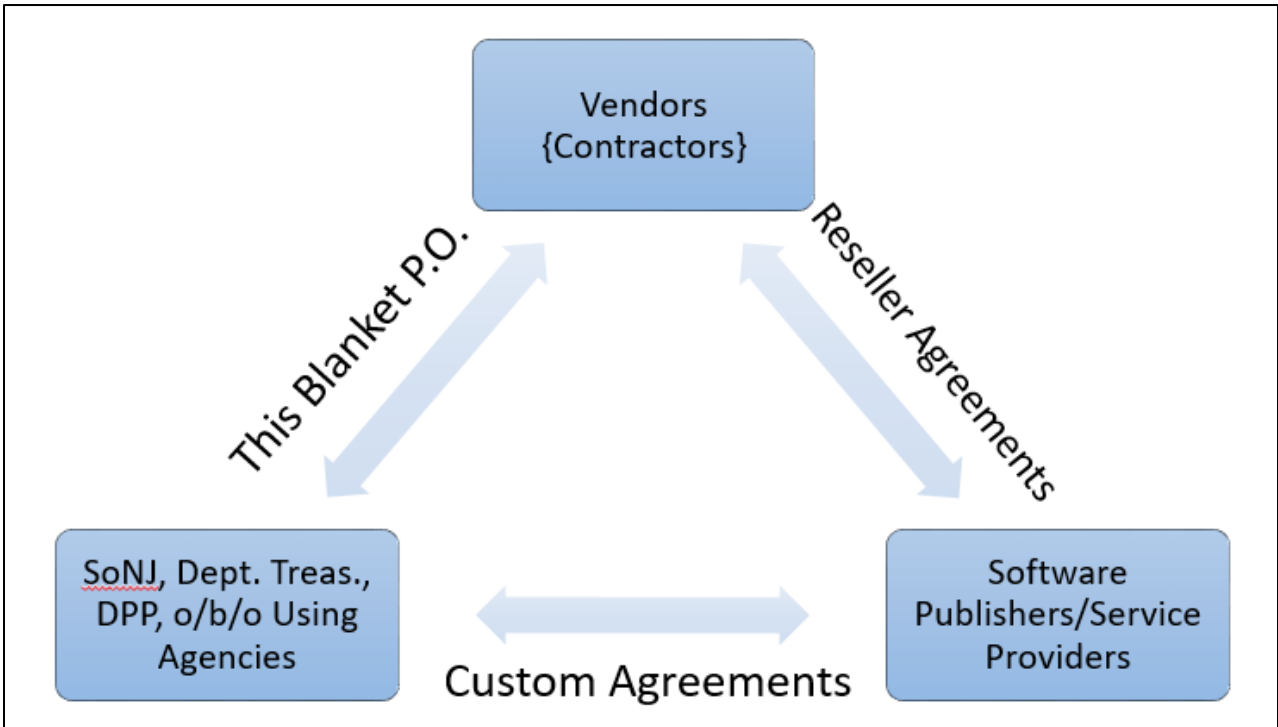 Vendors
{Contractors}
This Blanket P.O.
Reseller Agreements
SoNJ, Dept. Treas.,
DPP, o/b/o Using
Agencies
Software
Publishers/Service
Providers
Custom Agreements